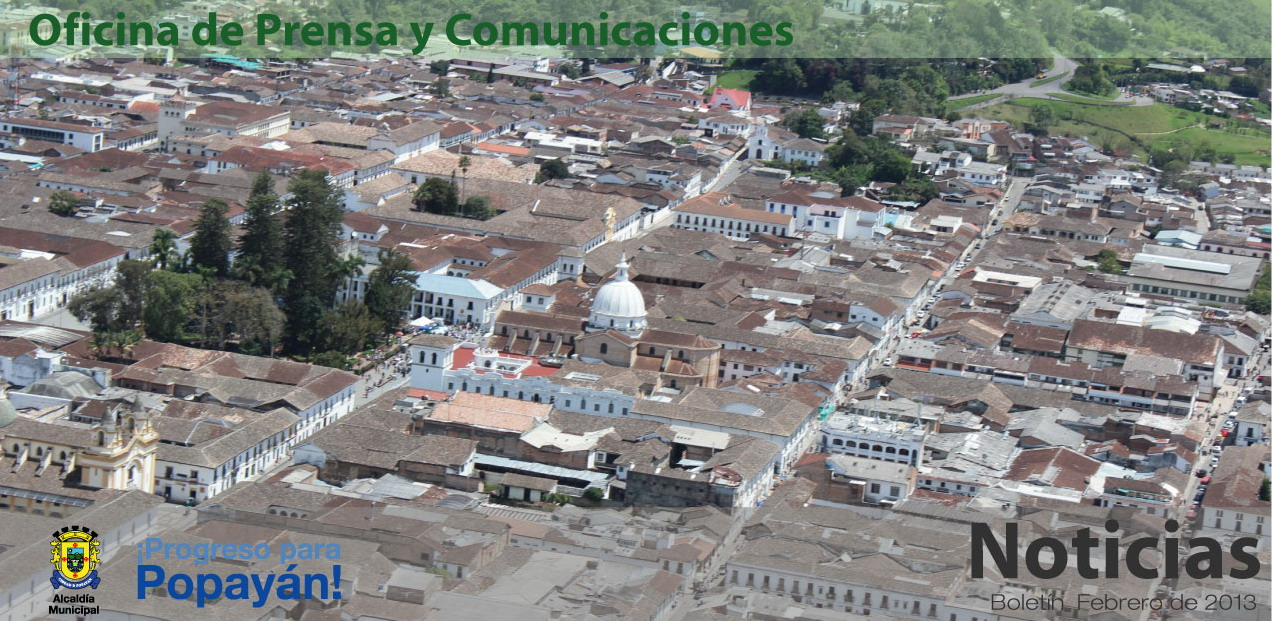 Oficina de Prensa y Comunicaciones
¡Progreso para
Popayán!
Alcaldía
Municipal
Noticias
Boletín Febrero de 2013